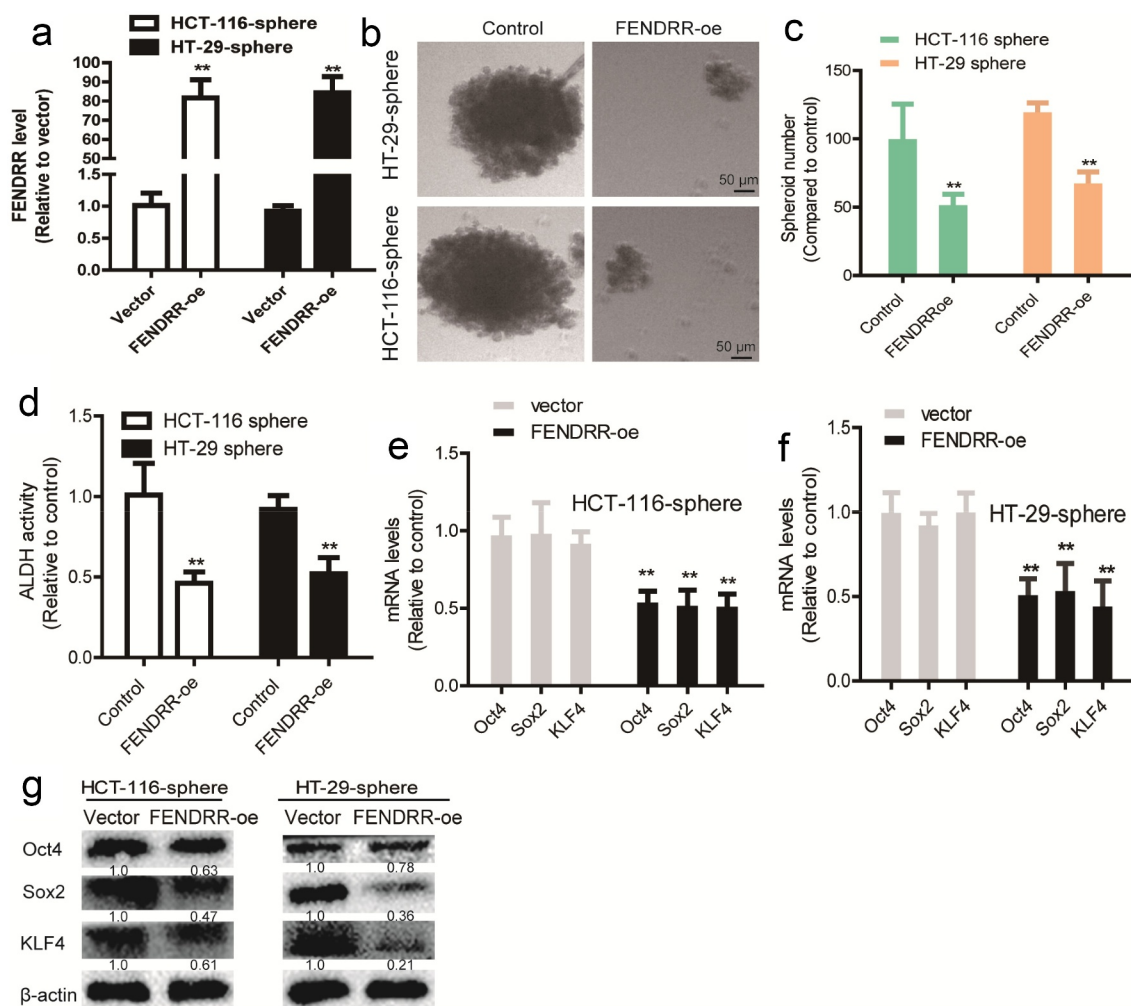 a
HCT-116-sphere
HT-29-sphere
FENDRR level
(Relative to vector)
100
90
80
70
60
50
1.5
1.0
0.5
0.0
**
**
Vector
FENDRR-oe
Vector
FENDRR-oe
b
Control
FENDRR-oe
HT-29-sphere
50 µm
HCT-116-sphere
50 µm
c
HCT-116 sphere
HT-29 sphere
Spheroid number
(Compared to control)
150
100
50
0
**
**
Control
FENDRRoe
Control
FENDRR-oe
d
HCT-116 sphere
HT-29 sphere
ALDH activity
(Relative to control)
1.5
1.0
0.5
0.0
**
**
Control
FENDRR-oe
Control
FENDRR-oe
e
vector
FENDRR-oe
HCT-116-sphere
mRNA levels
(Relative to control)
1.5
1.0
0.5
0.0
** ** **
Oct4 Sox2 KLF4 Oct4 Sox2 KLF4
f
vector
FENDRR-oe
HT-29-sphere
mRNA levels
(Relative to control)
1.5
1.0
0.5
0.0
** ** **
Oct4 Sox2 KLF4 Oct4 Sox2 KLF4
g
HCT-116-sphere HT-29-sphere
Vector FENDRR-oe Vector FENDRR-oe
Oct4
1.0 0.63 1.0 0.78
Sox2
1.0 0.47 1.0 0.36
KLF4
1.0 0.61 1.0 0.21
β-actin